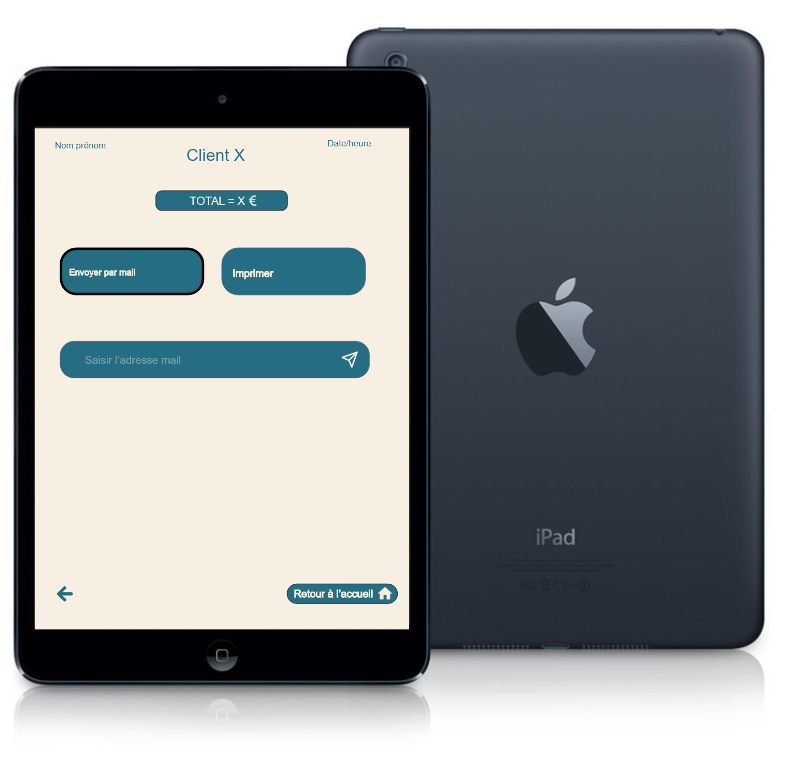 Nom prénom
Client X
Date/heure
TOTAL = X €
Envoyer par mail
Imprimer
Saisir l'adresse mail
Retour à l'accueil
iPad